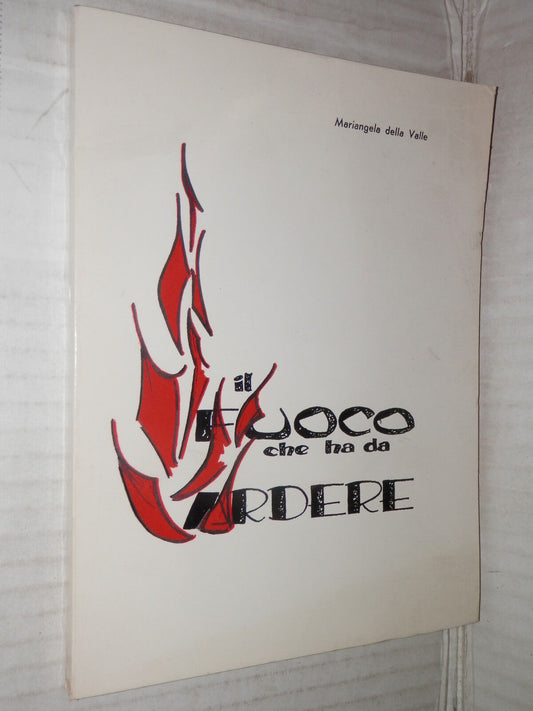 Mariangela della Valle
il
FUOCO
che ha da
ARDERE